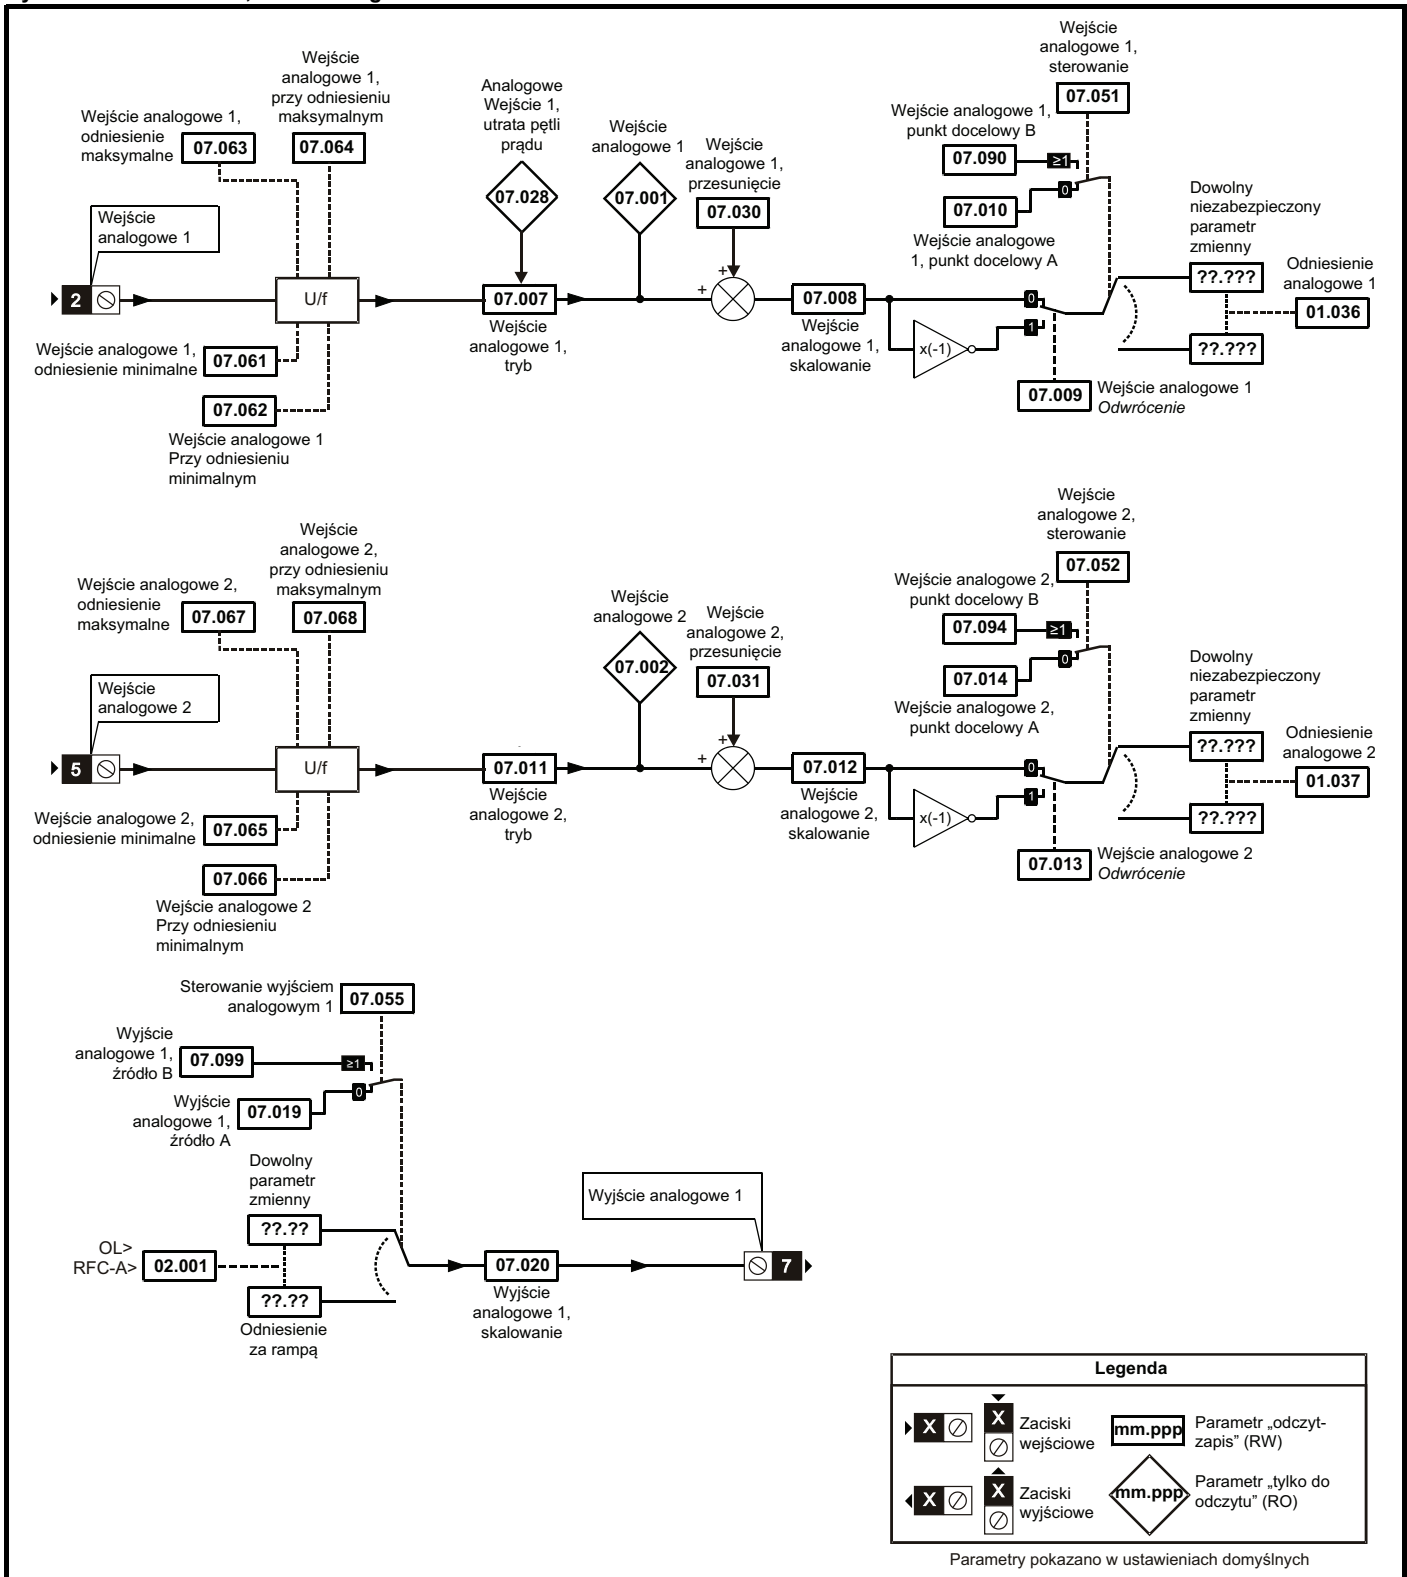 Wejście
analogowe 1,
sterowanie
07.051
Wejście
analogowe 1,
przy odniesieniu
maksymalnym
07.064
Wejście analogowe 1,
odniesienie
maksymalne
07.063
Analogowe
Wejście 1,
utrata pętli
prądu
07.028
Wejście
analogowe 1
07.001
Wejście
analogowe 1,
przesunięcie
07.030
Wejście analogowe 1,
punkt docelowy B
07.090
≥1
0
07.010
Wejście analogowe
1, punkt docelowy A
Dowolny
niezabezpieczony
parametr
zmienny
??.???
Odniesienie
analogowe 1
01.036
??.???
Wejście
analogowe 1
2
U/f
07.007
Wejście
analogowe 1,
tryb
+
+
07.008
Wejście
analogowe 1,
skalowanie
0
1
x(-1)
07.009
Wejście analogowe 1
Odwrócenie
Wejście analogowe 1,
odniesienie minimalne
07.061
07.062
Wejście analogowe 1
Przy odniesieniu
minimalnym
Wejście
analogowe 2,
sterowanie
07.052
Wejście
analogowe 2,
przy odniesieniu
maksymalnym
07.068
Wejście analogowe 2,
odniesienie
maksymalne
07.067
Wejście
analogowe 2
07.002
Wejście
analogowe 2,
przesunięcie
07.031
Wejście analogowe 2,
punkt docelowy B
07.094
≥1
0
07.014
Wejście analogowe 2,
punkt docelowy A
Dowolny
niezabezpieczony
parametr
zmienny
??.???
Odniesienie
analogowe 2
01.037
??.???
Wejście
analogowe 2
5
U/f
07.011
Wejście
analogowe 2,
tryb
+
+
07.012
Wejście
analogowe 2,
skalowanie
0
1
x(-1)
07.013
Wejście analogowe 2
Odwrócenie
Wejście analogowe 2,
odniesienie minimalne
07.065
07.066
Wejście analogowe 2
Przy odniesieniu
minimalnym
Sterowanie wyjściem
analogowym 1
07.055
Wyjście
analogowe 1,
źródło B
07.099
≥1
0
Wyjście
analogowe 1,
źródło A
07.019
Dowolny
parametr
zmienny
??.??
OL>
RFC-A>
02.001
??.??
Odniesienie
za rampą
07.020
Wyjście
analogowe 1,
skalowanie
Wyjście analogowe 1
7
Legenda
X
X
Zaciski
wejściowe
mm.ppp
Parametr „odczyt-
zapis” (RW)
X
X
Zaciski
wyjściowe
mm.ppp
Parametr „tylko do
odczytu” (RO)
Parametry pokazano w ustawieniach domyślnych